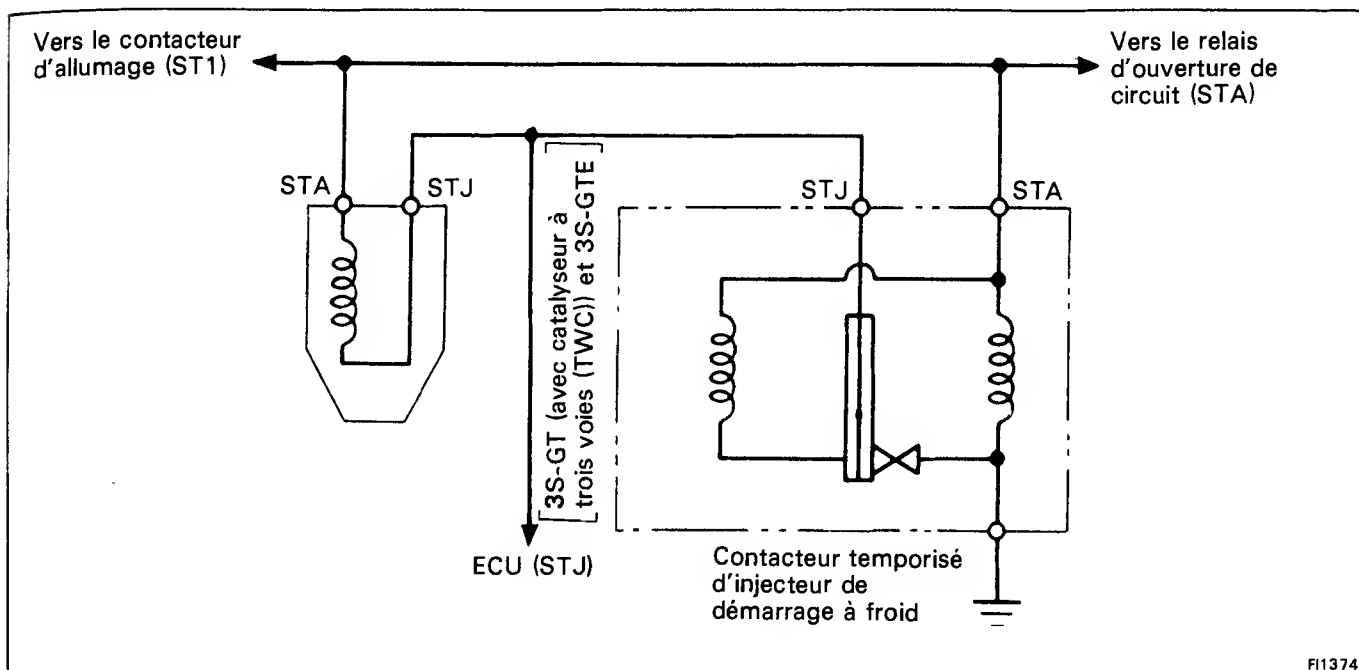 Vers le contacteur
d'allumage (ST1)
Vers le relais
d'ouverture de
circuit (STA)
STA
STJ
3S-GT (avec catalyseur à
trois voies (TWC)) et 3S-GTE
STJ
STA
ECU (STJ)
Contacteur temporisé
d'injecteur de
démarrage à froid
FI1374